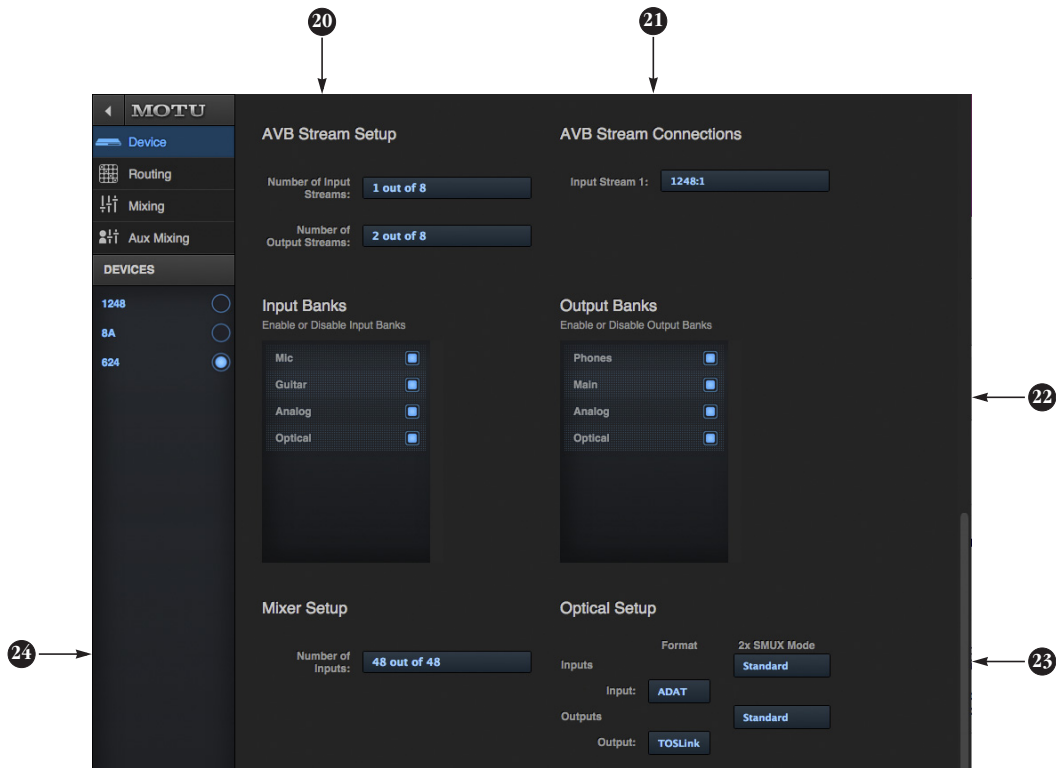 20
21
MOTU
Device
Routing
Mixing
Aux Mixing
DEVICES
1248
8A
624
AVB Stream Setup
Number of Input
Streams:
1 out of 8
Number of
Output Streams:
2 out of 8
AVB Stream Connections
Input Stream 1:
1248:1
Input Banks
Enable or Disable Input Banks
Mic
Guitar
Analog
Optical
Output Banks
Enable or Disable Output Banks
Phones
Main
Analog
Optical
22
Mixer Setup
Number of
Inputs:
48 out of 48
Optical Setup
Format
2x SMUX Mode
Inputs
Standard
Input:
ADAT
Outputs
Standard
Output:
TOSLink
24
23